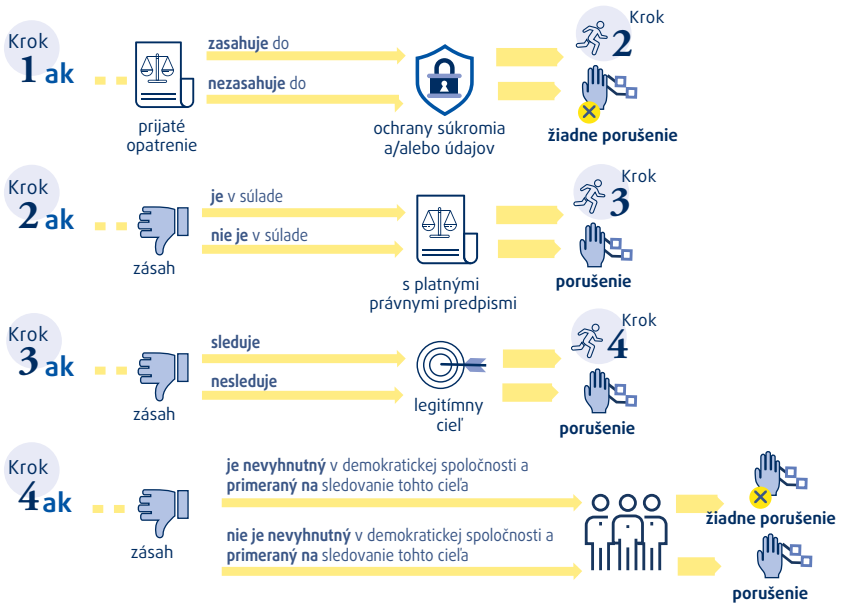 Krok
1 ak
prijaté
opatrenie
zasahuje do
nezasahuje do
ochrany súkromia
a/alebo údajov
Krok
2
žiadne porušenie
Krok
2 ak
zásah
je v súlade
nie je v súlade
s platnými
právnymi predpismi
Krok
3
porušenie
Krok
3 ak
zásah
sleduje
nesleduje
legitímny
cieľ
Krok
4
porušenie
Krok
4 ak
zásah
je nevyhnutný v demokratickej spoločnosti a
primeraný na sledovanie tohto cieľa
nie je nevyhnutný v demokratickej spoločnosti a
primeraný na sledovanie tohto cieľa
žiadne porušenie
porušenie